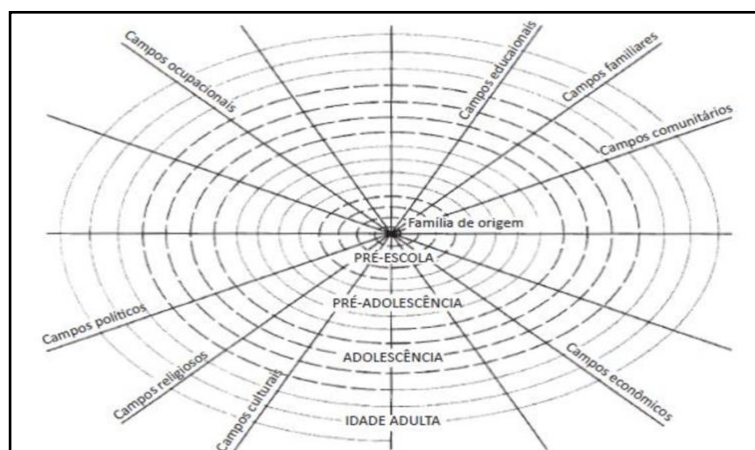 Campos ocupacionais
Campos educaionais
Campos familiares
Campos comunitários
Família de origem
PRÉ-ESCOLA
PRÉ-ADOLESCÊNCIA
Campos políticos
ADOLESCÊNCIA
Campos religiosos
Campos econômicos
Campos culturais
IDADE ADULTA